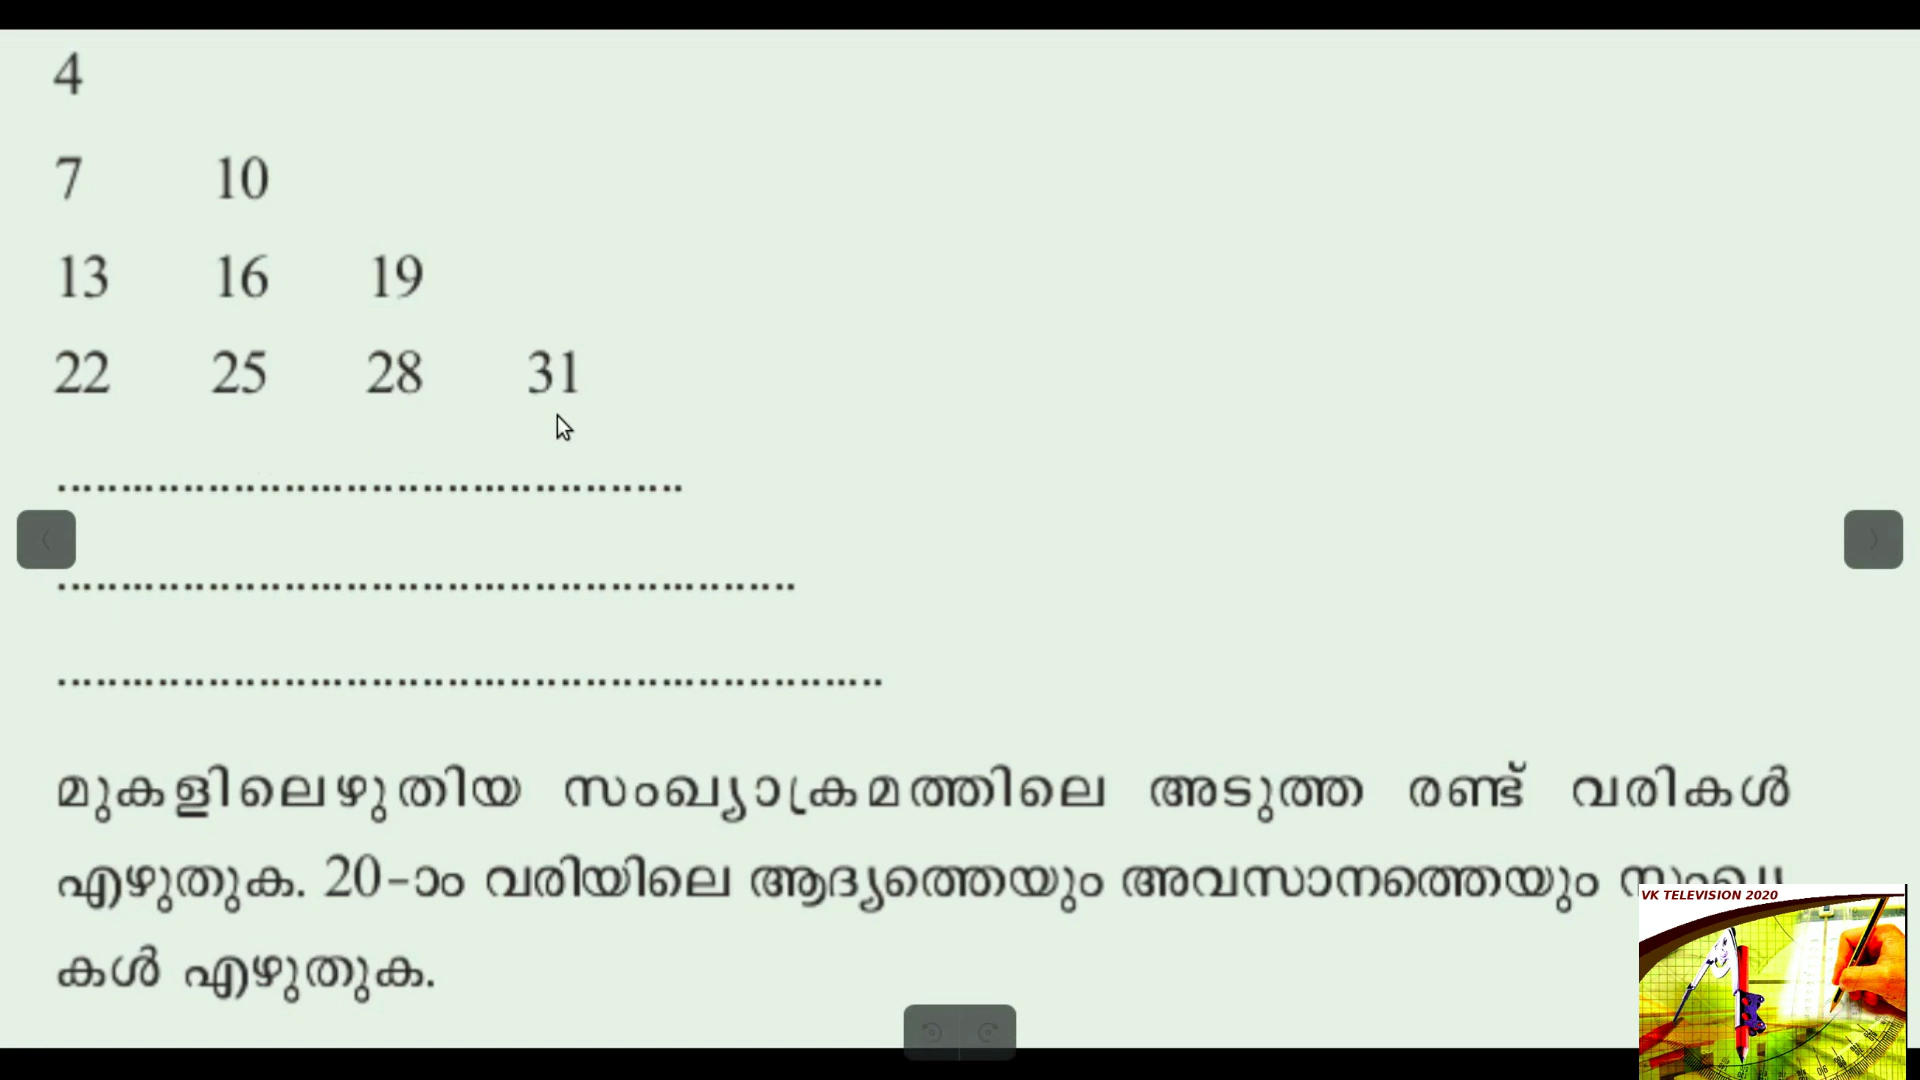 4
7 10
13 16 19
22 25 28 31
.................................................
..........................................................
.................................................................
മുകളിലെഴുതിയ സംഖ്യാക്രമത്തിലെ അടുത്ത രണ്ട് വരികൾ
എഴുതുക. 20-ാം വരിയിലെ ആദ്യത്തെയും അവസാനത്തെയും
കൾ എഴുതുക.
VK TELEVISION 2020